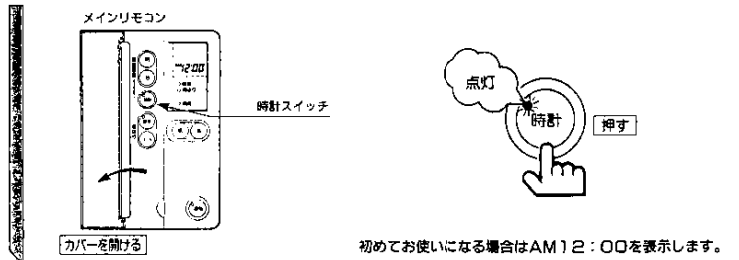 メインリモコン
12:00
時計スイッチ
カバーを開ける
点灯
時計
押す
初めてお使いになる場合はAM12:00を表示します。